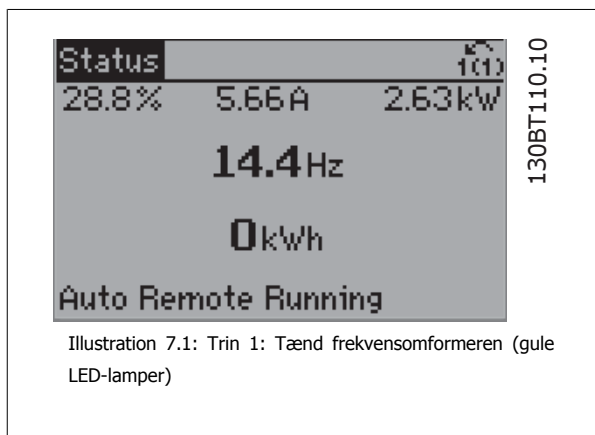 Status 1(1)
28.8% 5.66A 2.63kW
14.4Hz
0kWh
Auto Remote Running
130BT110.10
Illustration 7.1: Trin 1: Tænd frekvensomformeren (gule
LED-lamper)